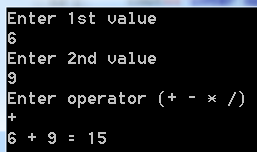 Enter 1st value
6
Enter 2nd value
9
Enter operator (+ - * /)
+
6 + 9 = 15